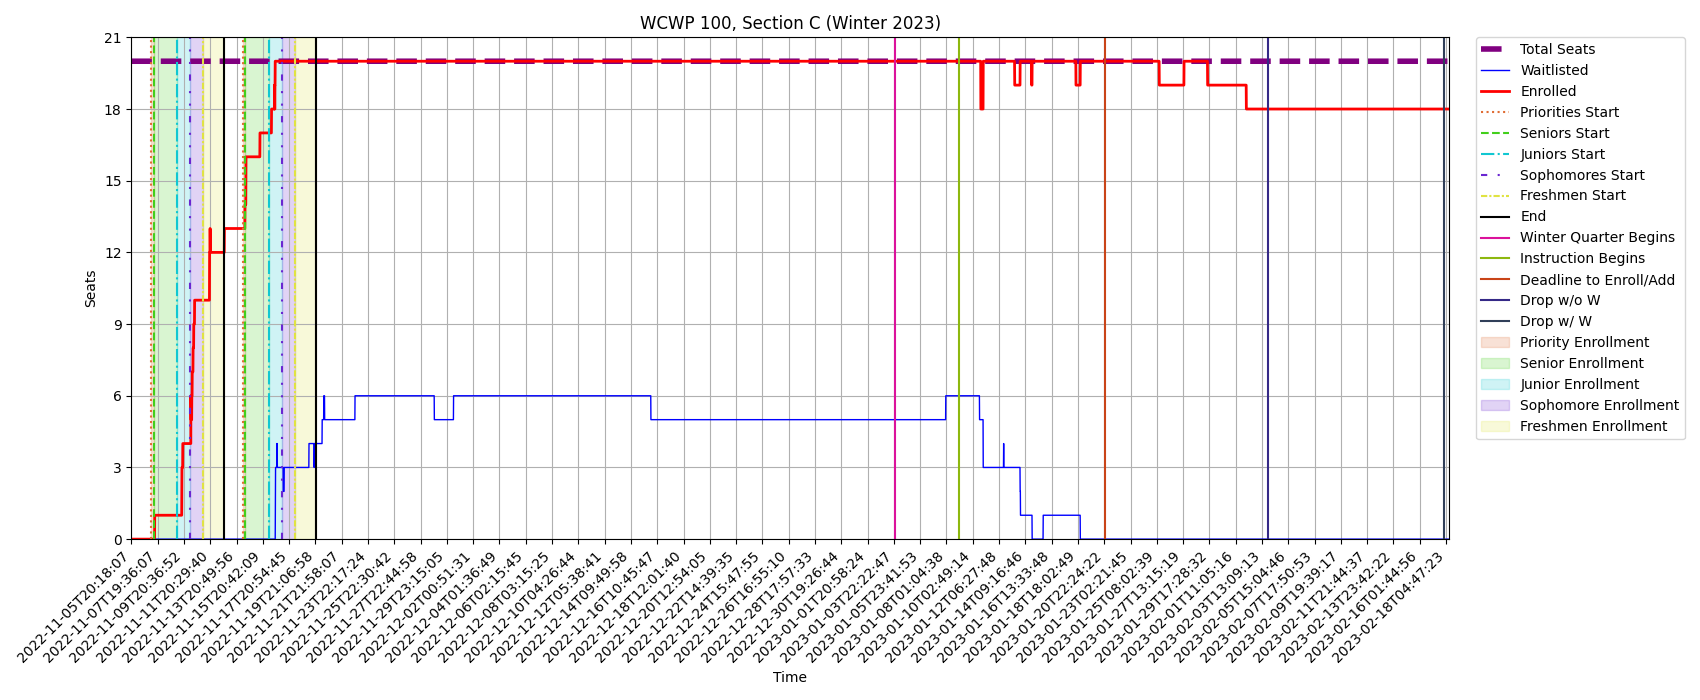 WCWP 100, Section C (Winter 2023)
21
18
15
12
9
6
3
0
Seats
2022-11-05T20:18:07
2022-11-07T19:36:07
2022-11-09T20:36:52
2022-11-11T20:29:40
2022-11-13T20:49:56
2022-11-15T20:42:09
2022-11-17T20:54:45
2022-11-19T21:06:58
2022-11-21T21:58:07
2022-11-23T22:17:24
2022-11-25T22:30:42
2022-11-27T22:44:58
2022-11-29T23:15:05
2022-12-02T00:51:31
2022-12-04T01:36:49
2022-12-06T02:15:45
2022-12-08T03:15:25
2022-12-10T04:26:44
2022-12-12T05:38:41
2022-12-14T09:49:58
2022-12-16T10:45:47
2022-12-18T12:01:40
2022-12-20T12:54:05
2022-12-22T14:39:35
2022-12-24T15:47:55
2022-12-26T16:55:10
2022-12-28T17:57:33
2022-12-30T19:26:44
2023-01-01T20:58:24
2023-01-03T22:22:47
2023-01-05T23:41:53
2023-01-08T01:04:38
2023-01-10T02:49:14
2023-01-12T06:27:48
2023-01-14T09:16:46
2023-01-16T13:33:48
2023-01-18T18:02:49
2023-01-20T22:24:22
2023-01-23T02:21:45
2023-01-25T08:02:39
2023-01-27T13:15:19
2023-01-29T17:28:32
2023-02-01T11:05:16
2023-02-03T13:09:13
2023-02-05T15:04:46
2023-02-07T17:50:53
2023-02-09T19:39:17
2023-02-11T21:44:37
2023-02-13T23:42:22
2023-02-16T01:44:56
2023-02-18T04:47:23
Time
Total Seats
Waitlisted
Enrolled
Priorities Start
Seniors Start
Juniors Start
Sophomores Start
Freshmen Start
End
Winter Quarter Begins
Instruction Begins
Deadline to Enroll/Add
Drop w/o W
Drop w/ W
Priority Enrollment
Senior Enrollment
Junior Enrollment
Sophomore Enrollment
Freshmen Enrollment